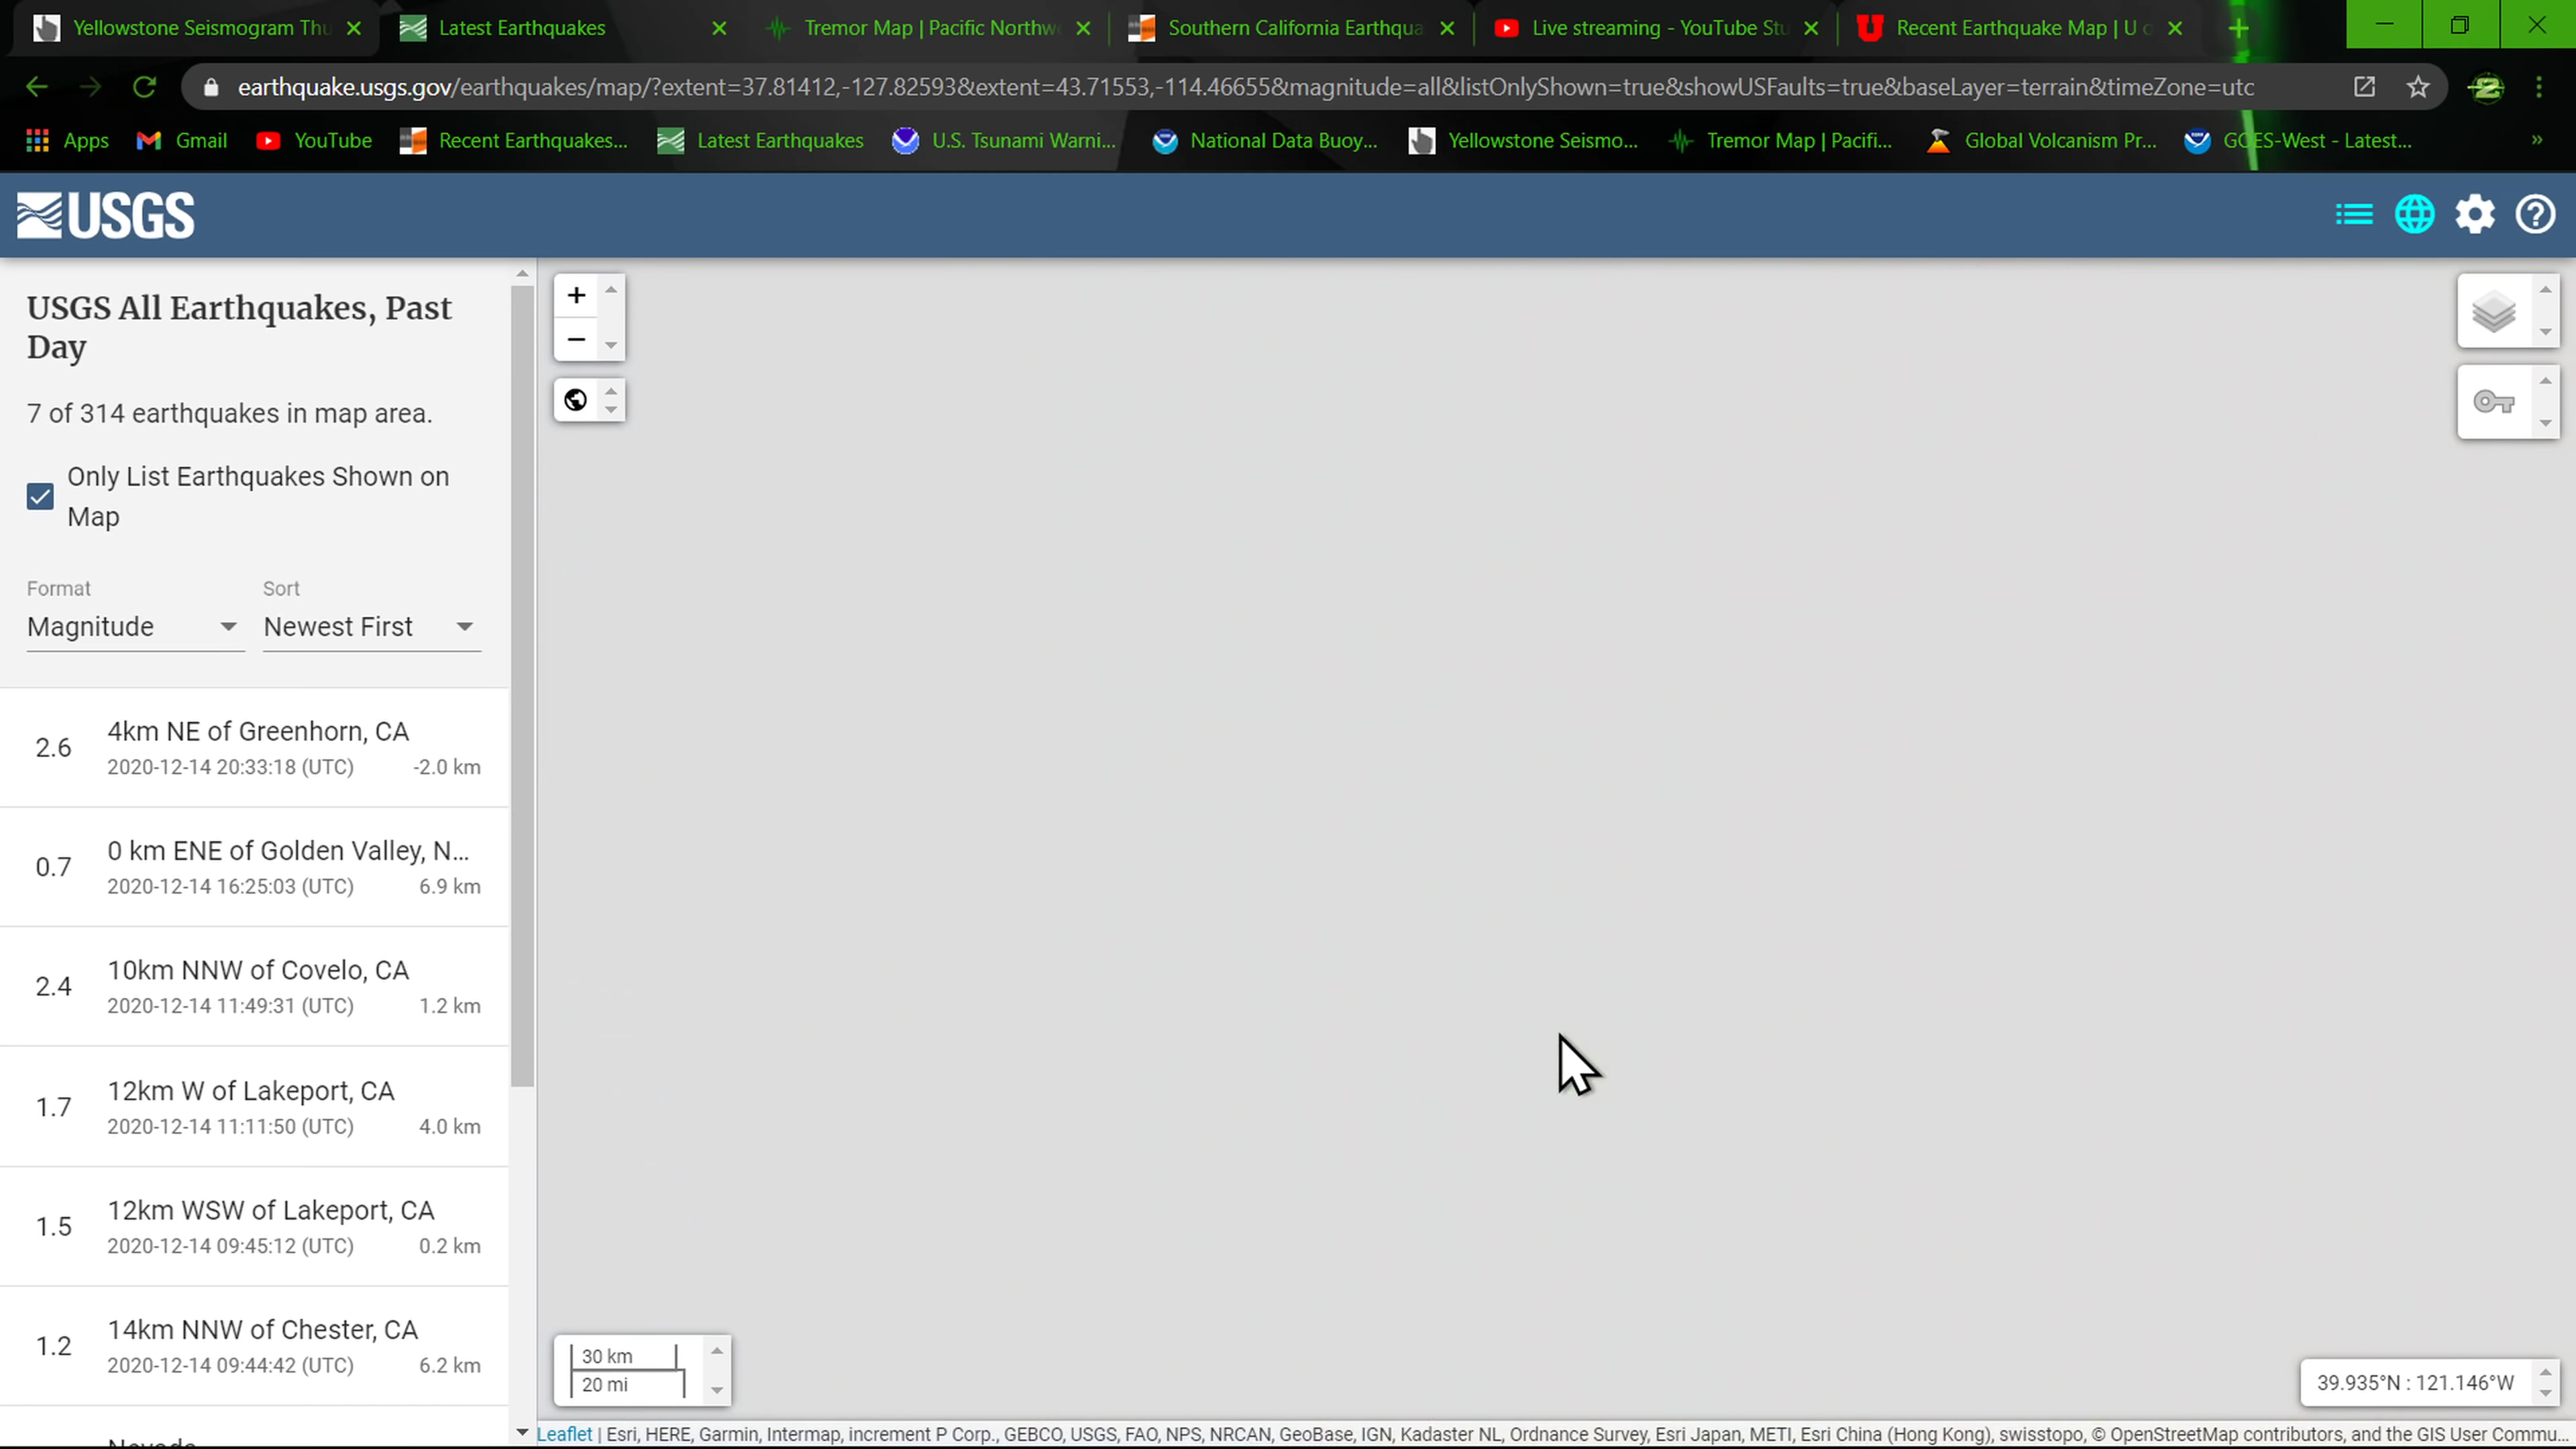 Yellowstone Seismogram Thu
Latest Earthquakes
Tremor Map | Pacific Northw
Southern California Earthqua
Live streaming - YouTube Stu
Recent Earthquake Map | U o
earthquake.usgs.gov/earthquakes/map/?extent=37.81412,-127.82593&extent=43.71553,-114.46655&magnitude=all&listOnlyShown=true&showUSFaults=true&baseLayer=terrain&timeZone=utc
Apps
Gmail
YouTube
Recent Earthquakes...
Latest Earthquakes
U.S. Tsunami Warni...
National Data Buoy...
Yellowstone Seismo...
Tremor Map | Pacifi...
Global Volcanism Pr...
GOES-West - Latest...
USGS
USGS All Earthquakes, Past
Day
7 of 314 earthquakes in map area.
Only List Earthquakes Shown on
Map
Format
Sort
Magnitude
Newest First
2.6
4km NE of Greenhorn, CA
2020-12-14 20:33:18 (UTC) -2.0 km
0.7
0 km ENE of Golden Valley, N...
2020-12-14 16:25:03 (UTC) 6.9 km
2.4
10km NNW of Covelo, CA
2020-12-14 11:49:31 (UTC) 1.2 km
1.7
12km W of Lakeport, CA
2020-12-14 11:11:50 (UTC) 4.0 km
1.5
12km WSW of Lakeport, CA
2020-12-14 09:45:12 (UTC) 0.2 km
1.2
14km NNW of Chester, CA
2020-12-14 09:44:42 (UTC) 6.2 km
Nevada
30 km
20 mi
39.935°N : 121.146°W
Leaflet | Esri, HERE, Garmin, Intermap, increment P Corp., GEBCO, USGS, FAO, NPS, NRCAN, GeoBase, IGN, Kadaster NL, Ordnance Survey, Esri Japan, METI, Esri China (Hong Kong), swisstopo, © OpenStreetMap contributors, and the GIS User Commu...